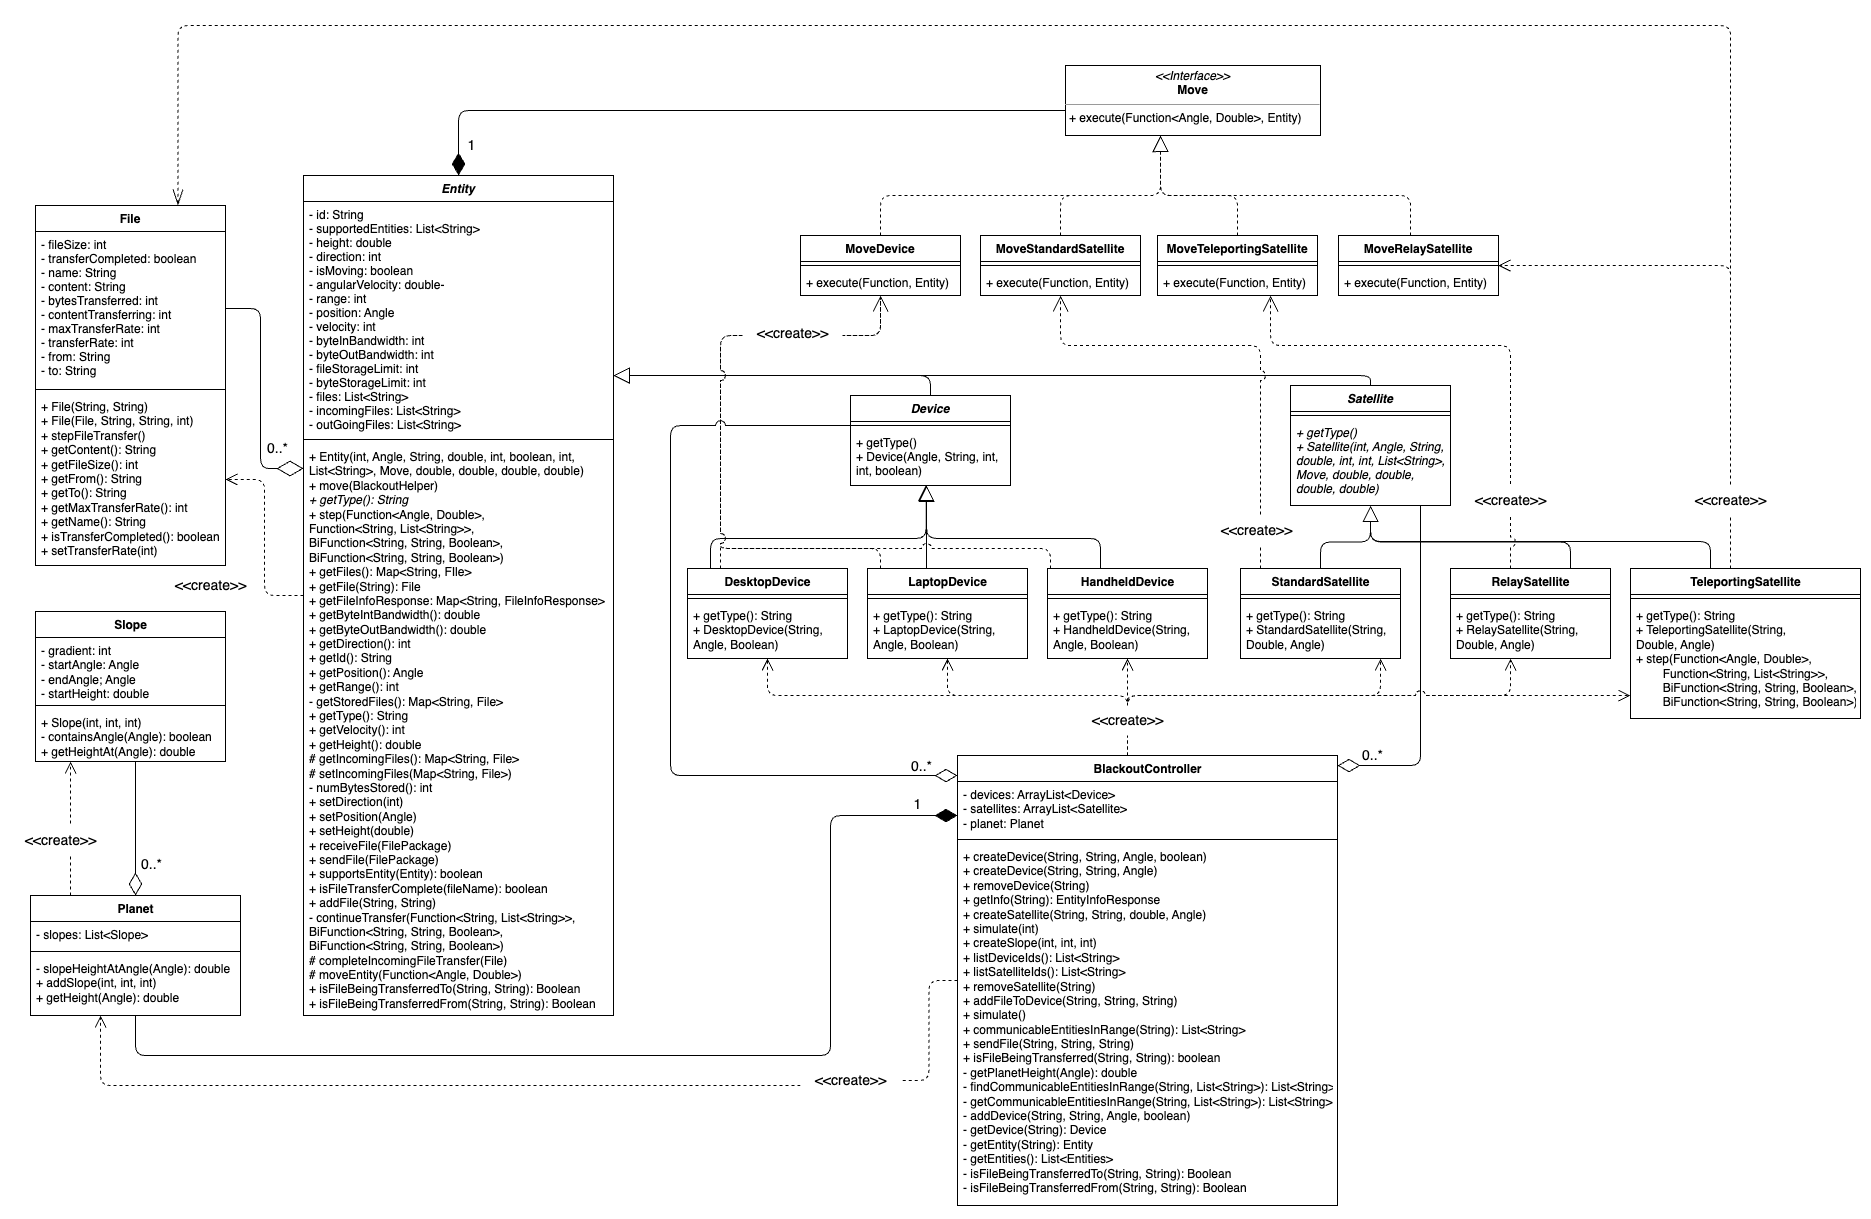 <<Interface>>
Move
+ execute(Function<Angle, Double>, Entity)
1
Entity
- id: String
- supportedEntities: List<String>
- height: double
- direction: int
- isMoving: boolean
- angularVelocity: double-
- range: int
- position: Angle
- velocity: int
- byteInBandwidth: int
- byteOutBandwidth: int
- fileStorageLimit: int
- byteStorageLimit: int
- files: List<String>
- incomingFiles: List<String>
- outGoingFiles: List<String>
+ Entity(int, Angle, String, double, int, boolean, int,
List<String>, Move, double, double, double, double)
+ move(BlackoutHelper)
+ getType(): String
+ step(Function<Angle, Double>,
Function<String, List<String>>,
BiFunction<String, String, Boolean>,
BiFunction<String, String, Boolean>)
+ getFiles(): Map<String, FIle>
+ getFile(String): File
+ getFileInfoResponse: Map<String, FileInfoResponse>
+ getByteIntBandwidth(): double
+ getByteOutBandwidth(): double
+ getDirection(): int
+ getId(): String
+ getPosition(): Angle
+ getRange(): int
- getStoredFiles(): Map<String, File>
+ getType(): String
+ getVelocity(): int
+ getHeight(): double
# getIncomingFiles(): Map<String, File>
# setIncomingFiles(Map<String, File>)
- numBytesStored(): int
+ setDirection(int)
+ setPosition(Angle)
+ setHeight(double)
+ receiveFile(FilePackage)
+ sendFile(FilePackage)
+ supportsEntity(Entity): boolean
+ isFileTransferComplete(fileName): boolean
+ addFile(String, String)
- continueTransfer(Function<String, List<String>>,
BiFunction<String, String, Boolean>,
BiFunction<String, String, Boolean>)
# completeIncomingFileTransfer(File)
# moveEntity(Function<Angle, Double>)
+ isFileBeingTransferredTo(String, String): Boolean
+ isFileBeingTransferredFrom(String, String): Boolean
File
- fileSize: int
- transferCompleted: boolean
- name: String
- content: String
- bytesTransferred: int
- contentTransferring: int
- maxTransferRate: int
- transferRate: int
- from: String
- to: String
+ File(String, String)
+ File(File, String, String, int)
+ stepFileTransfer()
+ getContent(): String
+ getFileSize(): int
+ getFrom(): String
+ getTo(): String
+ getMaxTransferRate(): int
+ getName(): String
+ isTransferCompleted(): boolean
+ setTransferRate(int)
0..*
<<create>>
Slope
- gradient: int
- startAngle: Angle
- endAngle; Angle
- startHeight: double
+ Slope(int, int, int)
- containsAngle(Angle): boolean
+ getHeightAt(Angle): double
<<create>>
0..*
Planet
- slopes: List<Slope>
- slopeHeightAtAngle(Angle): double
+ addSlope(int, int, int)
+ getHeight(Angle): double
MoveDevice
+ execute(Function, Entity)
MoveStandardSatellite
+ execute(Function, Entity)
MoveTeleportingSatellite
+ execute(Function, Entity)
MoveRelaySatellite
+ execute(Function, Entity)
<<create>>
Device
+ getType()
+ Device(Angle, String, int,
int, boolean)
Satellite
+ getType()
+ Satellite(int, Angle, String,
double, int, int, List<String>,
Move, double, double,
double, double)
<<create>>
<<create>>
<<create>>
DesktopDevice
+ getType(): String
+ DesktopDevice(String,
Angle, Boolean)
LaptopDevice
+ getType(): String
+ LaptopDevice(String,
Angle, Boolean)
HandheldDevice
+ getType(): String
+ HandheldDevice(String,
Angle, Boolean)
StandardSatellite
+ getType(): String
+ StandardSatellite(String,
Double, Angle)
RelaySatellite
+ getType(): String
+ RelaySatellite(String,
Double, Angle)
TeleportingSatellite
+ getType(): String
+ TeleportingSatellite(String,
Double, Angle)
+ step(Function<Angle, Double>,
Function<String, List<String>>,
BiFunction<String, String, Boolean>,
BiFunction<String, String, Boolean>)
<<create>>
0..*
0..*
1
BlackoutController
- devices: ArrayList<Device>
- satellites: ArrayList<Satellite>
- planet: Planet
+ createDevice(String, String, Angle, boolean)
+ createDevice(String, String, Angle)
+ removeDevice(String)
+ getInfo(String): EntityInfoResponse
+ createSatellite(String, String, double, Angle)
+ simulate(int)
+ createSlope(int, int, int)
+ listDeviceIds(): List<String>
+ listSatelliteIds(): List<String>
+ removeSatellite(String)
+ addFileToDevice(String, String, String)
+ simulate()
+ communicableEntitiesInRange(String): List<String>
+ sendFile(String, String, String)
+ isFileBeingTransferred(String, String): boolean
- getPlanetHeight(Angle): double
- findCommunicableEntitiesInRange(String, List<String>): List<String>
- getCommunicableEntitiesInRange(String, List<String>): List<String>
- addDevice(String, String, Angle, boolean)
- getDevice(String): Device
- getEntity(String): Entity
- getEntities(): List<Entities>
- isFileBeingTransferredTo(String, String): Boolean
- isFileBeingTransferredFrom(String, String): Boolean
<<create>>